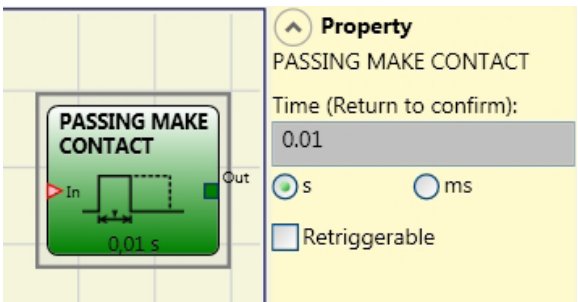 PASSING MAKE
CONTACT
In
Out
T
0,01 s
Property
PASSING MAKE CONTACT
Time (Return to confirm):
0.01
s
ms
Retriggerable